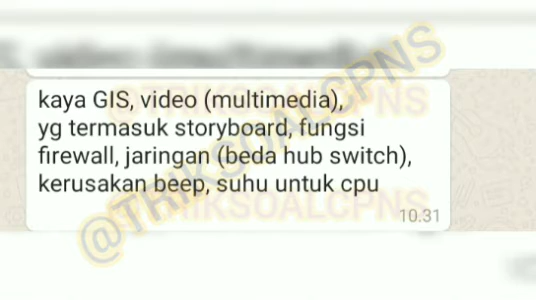 kaya GIS, video (multimedia),
yg termasuk storyboard, fungsi
firewall, jaringan (beda hub switch),
kerusakan beep, suhu untuk cpu
10.31
@TRIKSOALCPNS